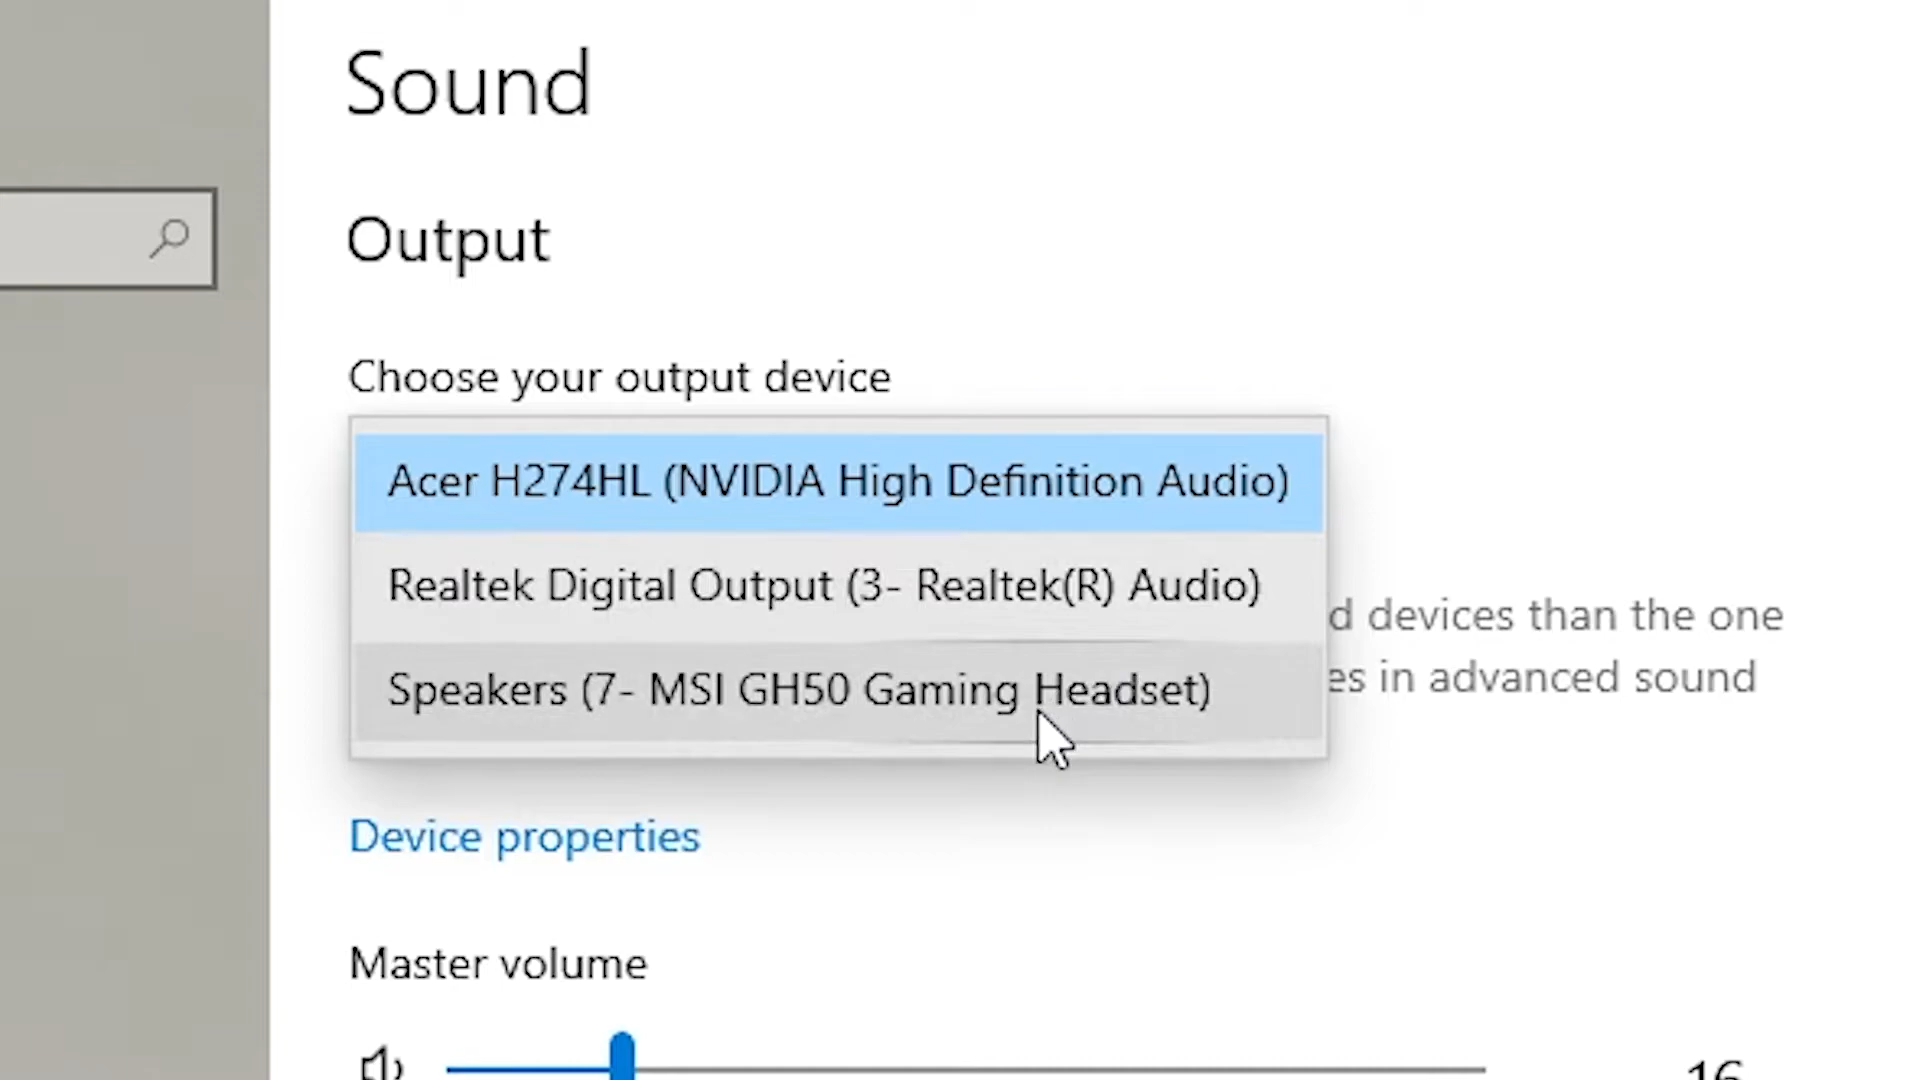 Sound
Output
Choose your output device
Acer H274HL (NVIDIA High Definition Audio)
Realtek Digital Output (3- Realtek(R) Audio)
d devices than the one
Speakers (7- MSI GH50 Gaming Headset)
es in advanced sound
Device properties
Master volume
16